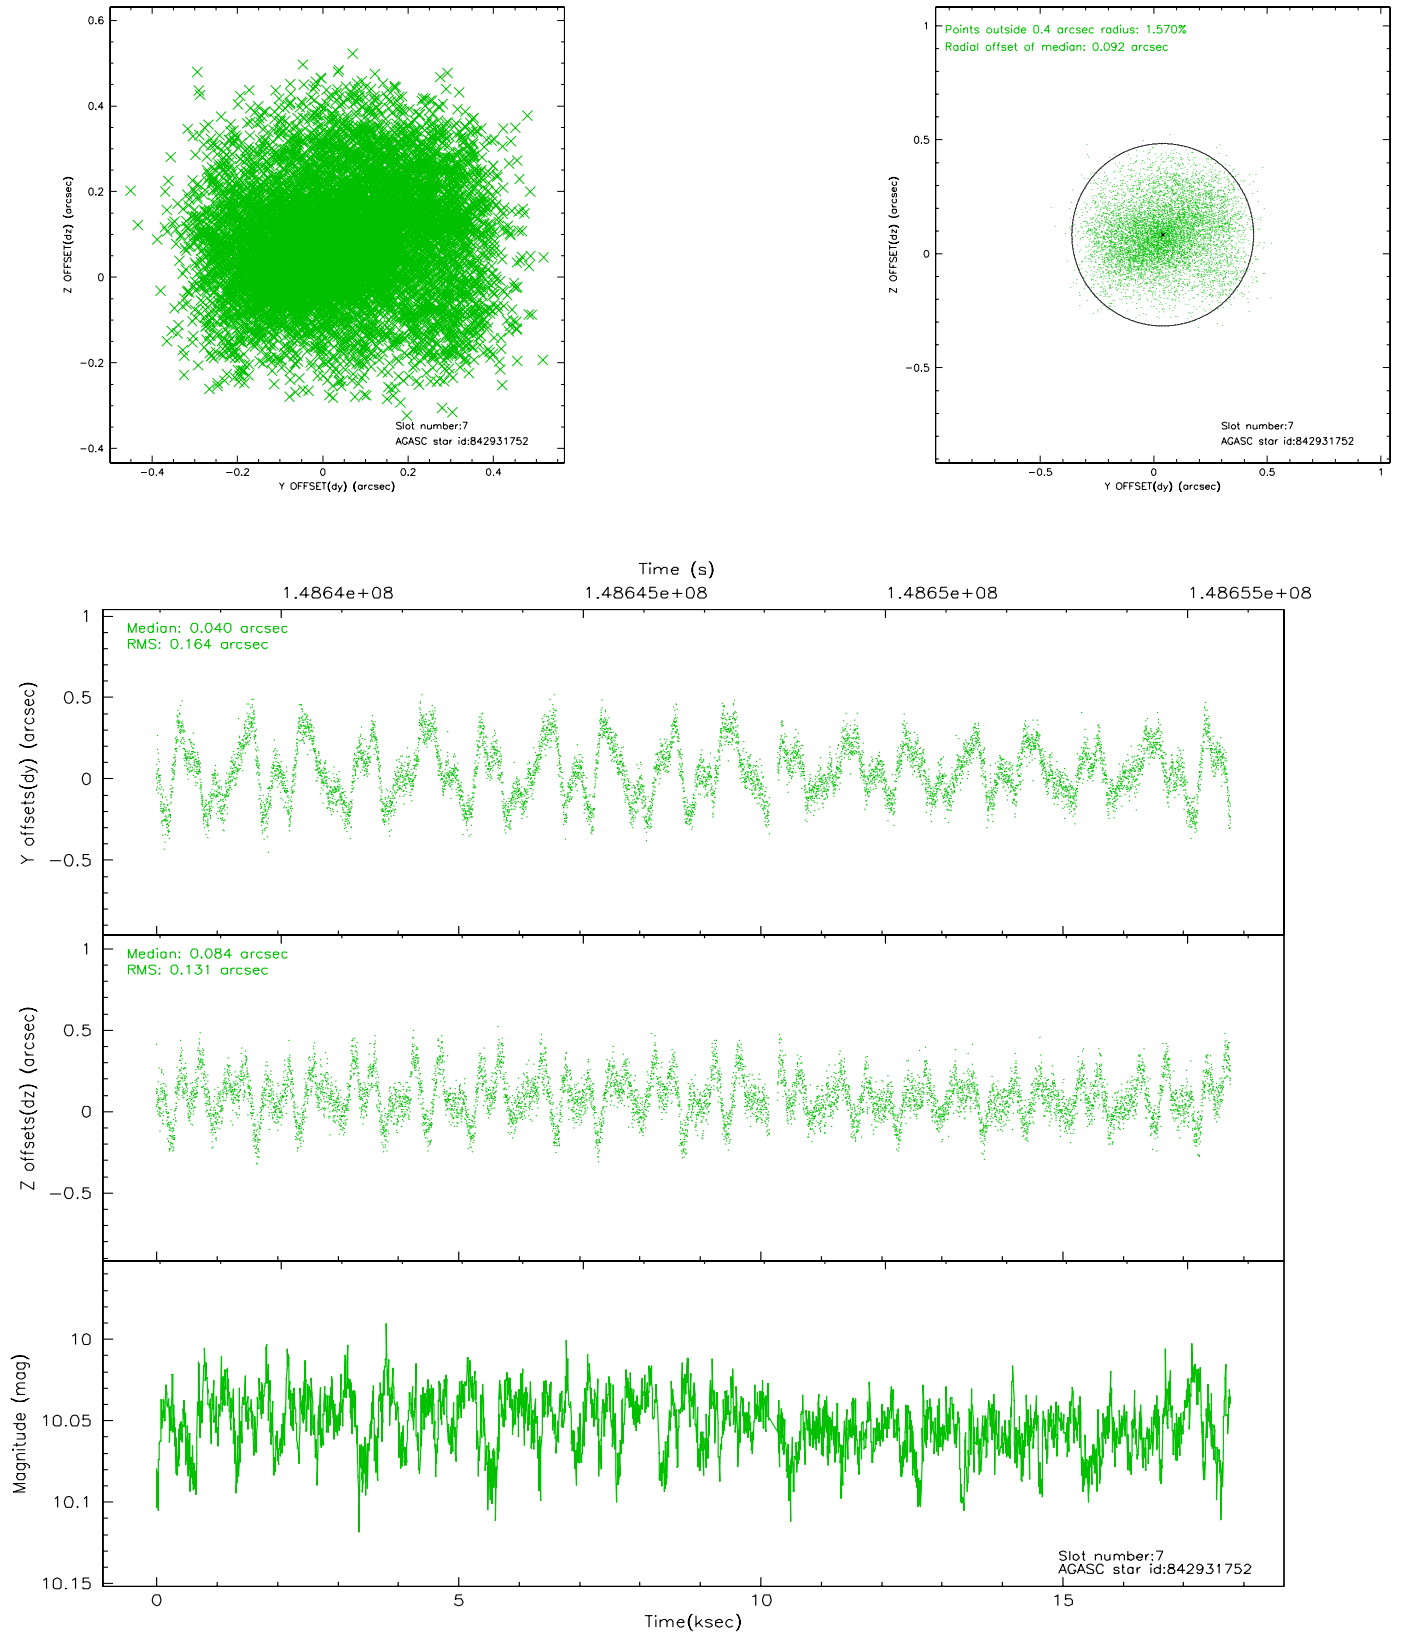 0.6
0.4
0.2
0
-0.2
-0.4
Z OFFSET(dz) (arcsec)
Slot number:7
AGASC star id:842931752
-0.4 -0.2 0 0.2 0.4
Y OFFSET(dy) (arcsec)
Points outside 0.4 arcsec radius: 1.570%
Radial offset of median: 0.092 arcsec
1
0.5
0
-0.5
Z OFFSET(dz) (arcsec)
Slot number:7
AGASC star id:842931752
-0.5 0 0.5 1
Y OFFSET(dy) (arcsec)
Time (s)
1.4864e+08 1.48645e+08 1.4865e+08 1.48655e+08
Median: 0.040 arcsec
RMS: 0.164 arcsec
1
0.5
0
-0.5
Y offsets(dy) (arcsec)
Median: 0.084 arcsec
RMS: 0.131 arcsec
1
0.5
0
-0.5
Z offsets(dz) (arcsec)
10
10.05
10.1
10.15
Magnitude (mag)
Slot number:7
AGASC star id:842931752
0 5 10 15
Time(ksec)